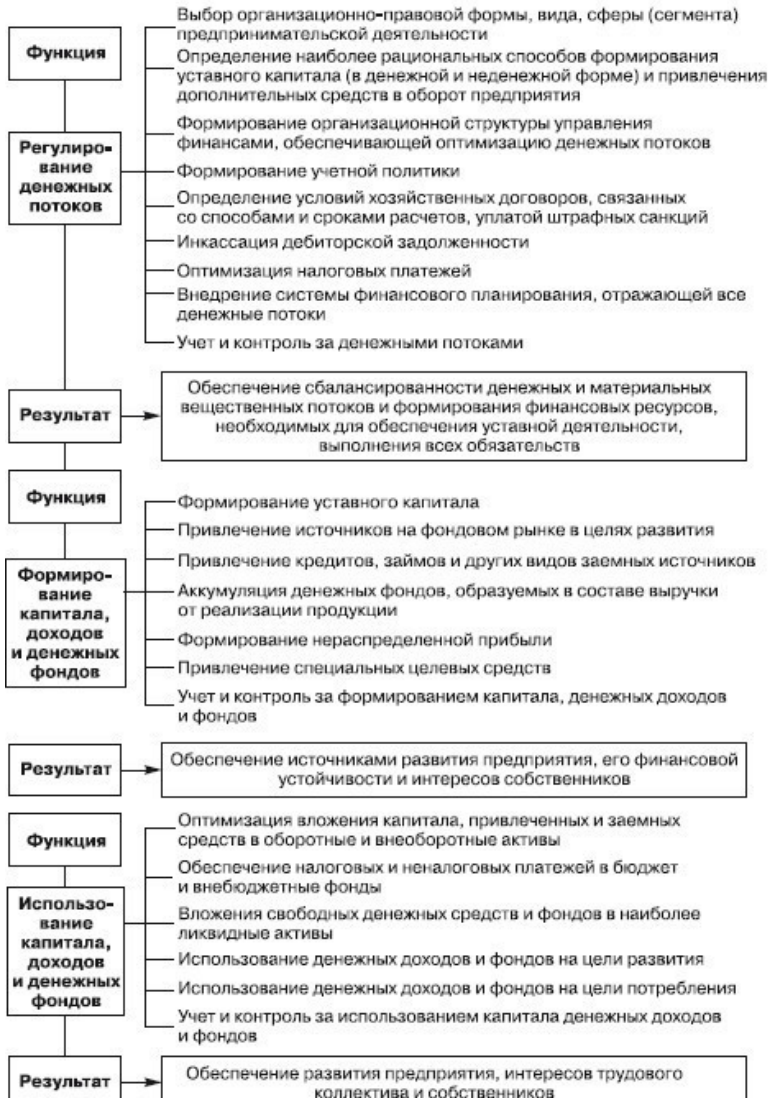 Выбор организационно-правовой формы, вида, сферы (сегмента)
предпринимательской деятельности
Функция
Определение наиболее рациональных способов формирования
уставного капитала (в денежной и неденежной форме) и привлечения
дополнительных средств в оборот предприятия
Регулиро-
вание
денежных
потоков
Формирование организационной структуры управления
финансами, обеспечивающей оптимизацию денежных потоков
Формирование учетной политики
Определение условий хозяйственных договоров, связанных
со способами и сроками расчетов, уплатой штрафных санкций
Инкассация дебиторской задолженности
Оптимизация налоговых платежей
Внедрение системы финансового планирования, отражающей все
денежные потоки
Учет и контроль за денежными потоками
Результат
Обеспечение сбалансированности денежных и материальных
вещественных потоков и формирования финансовых ресурсов,
необходимых для обеспечения уставной деятельности,
выполнения всех обязательств
Функция
Формирование уставного капитала
Привлечение источников на фондовом рынке в целях развития
Привлечение кредитов, займов и других видов заемных источников
Формиро-
вание
капитала,
доходов
и денежных
фондов
Аккумуляция денежных фондов, образуемых в составе выручки
от реализации продукции
Формирование нераспределенной прибыли
Привлечение специальных целевых средств
Учет и контроль за формированием капитала, денежных доходов
и фондов
Результат
Обеспечение источниками развития предприятия, его финансовой
устойчивости и интересов собственников
Функция
Оптимизация вложения капитала, привлеченных и заемных
средств в оборотные и внеоборотные активы
Обеспечение налоговых и неналоговых платежей в бюджет
и внебюджетные фонды
Использо-
вание
капитала,
доходов
и денежных
фондов
Вложения свободных денежных средств и фондов в наиболее
ликвидные активы
Использование денежных доходов и фондов на цели развития
Использование денежных доходов и фондов на цели потребления
Учет и контроль за использованием капитала денежных доходов
и фондов
Результат
Обеспечение развития предприятия, интересов трудового
коллектива и собственников